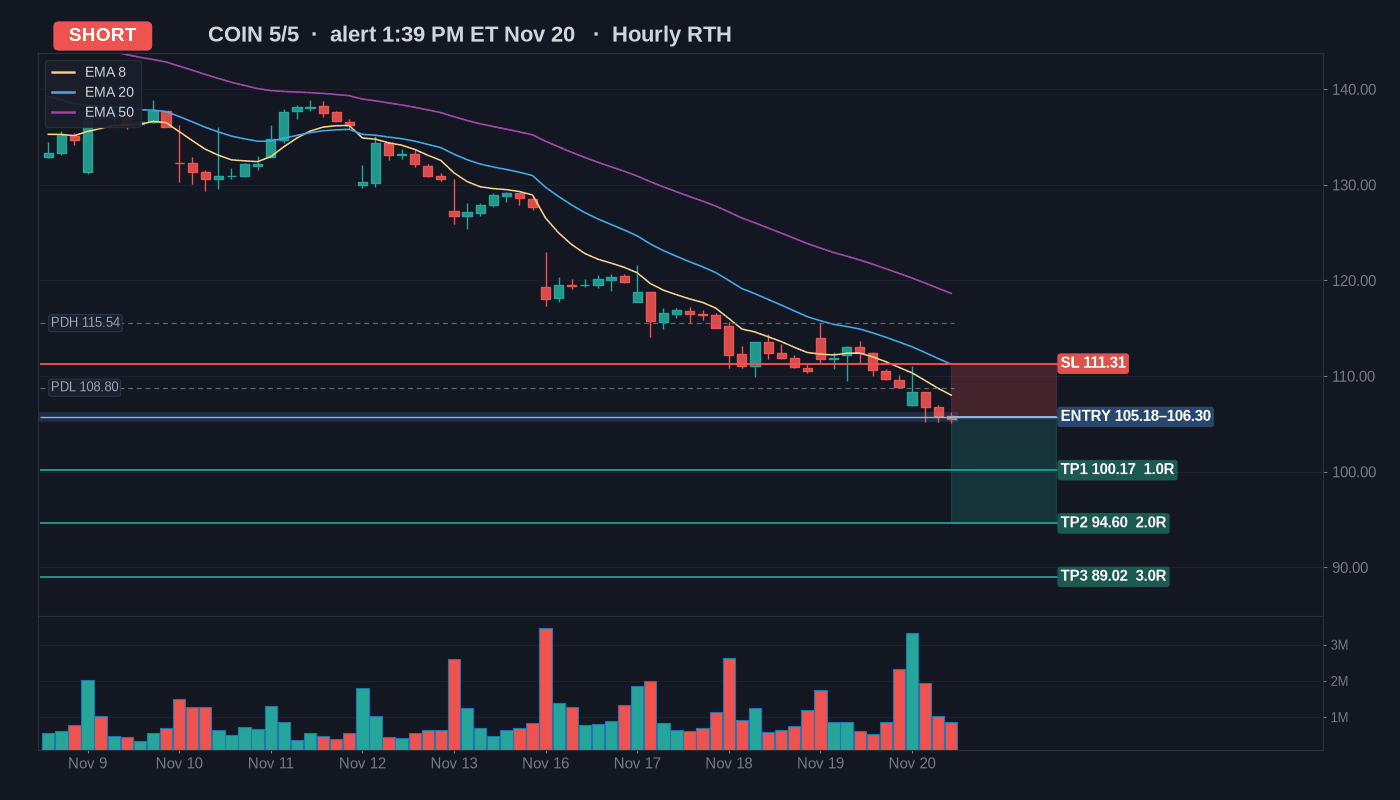 SHORT
COIN 5/5 · alert 1:39 PM ET Nov 20 · Hourly RTH
EMA 8
EMA 20
EMA 50
140.00
130.00
120.00
PDH 115.54
SL 111.31
110.00
PDL 108.80
ENTRY 105.18–106.30
TP1 100.17 1.0R
100.00
TP2 94.60 2.0R
TP3 89.02 3.0R
90.00
3M
2M
1M
Nov 9 Nov 10 Nov 11 Nov 12 Nov 13 Nov 16 Nov 17 Nov 18 Nov 19 Nov 20